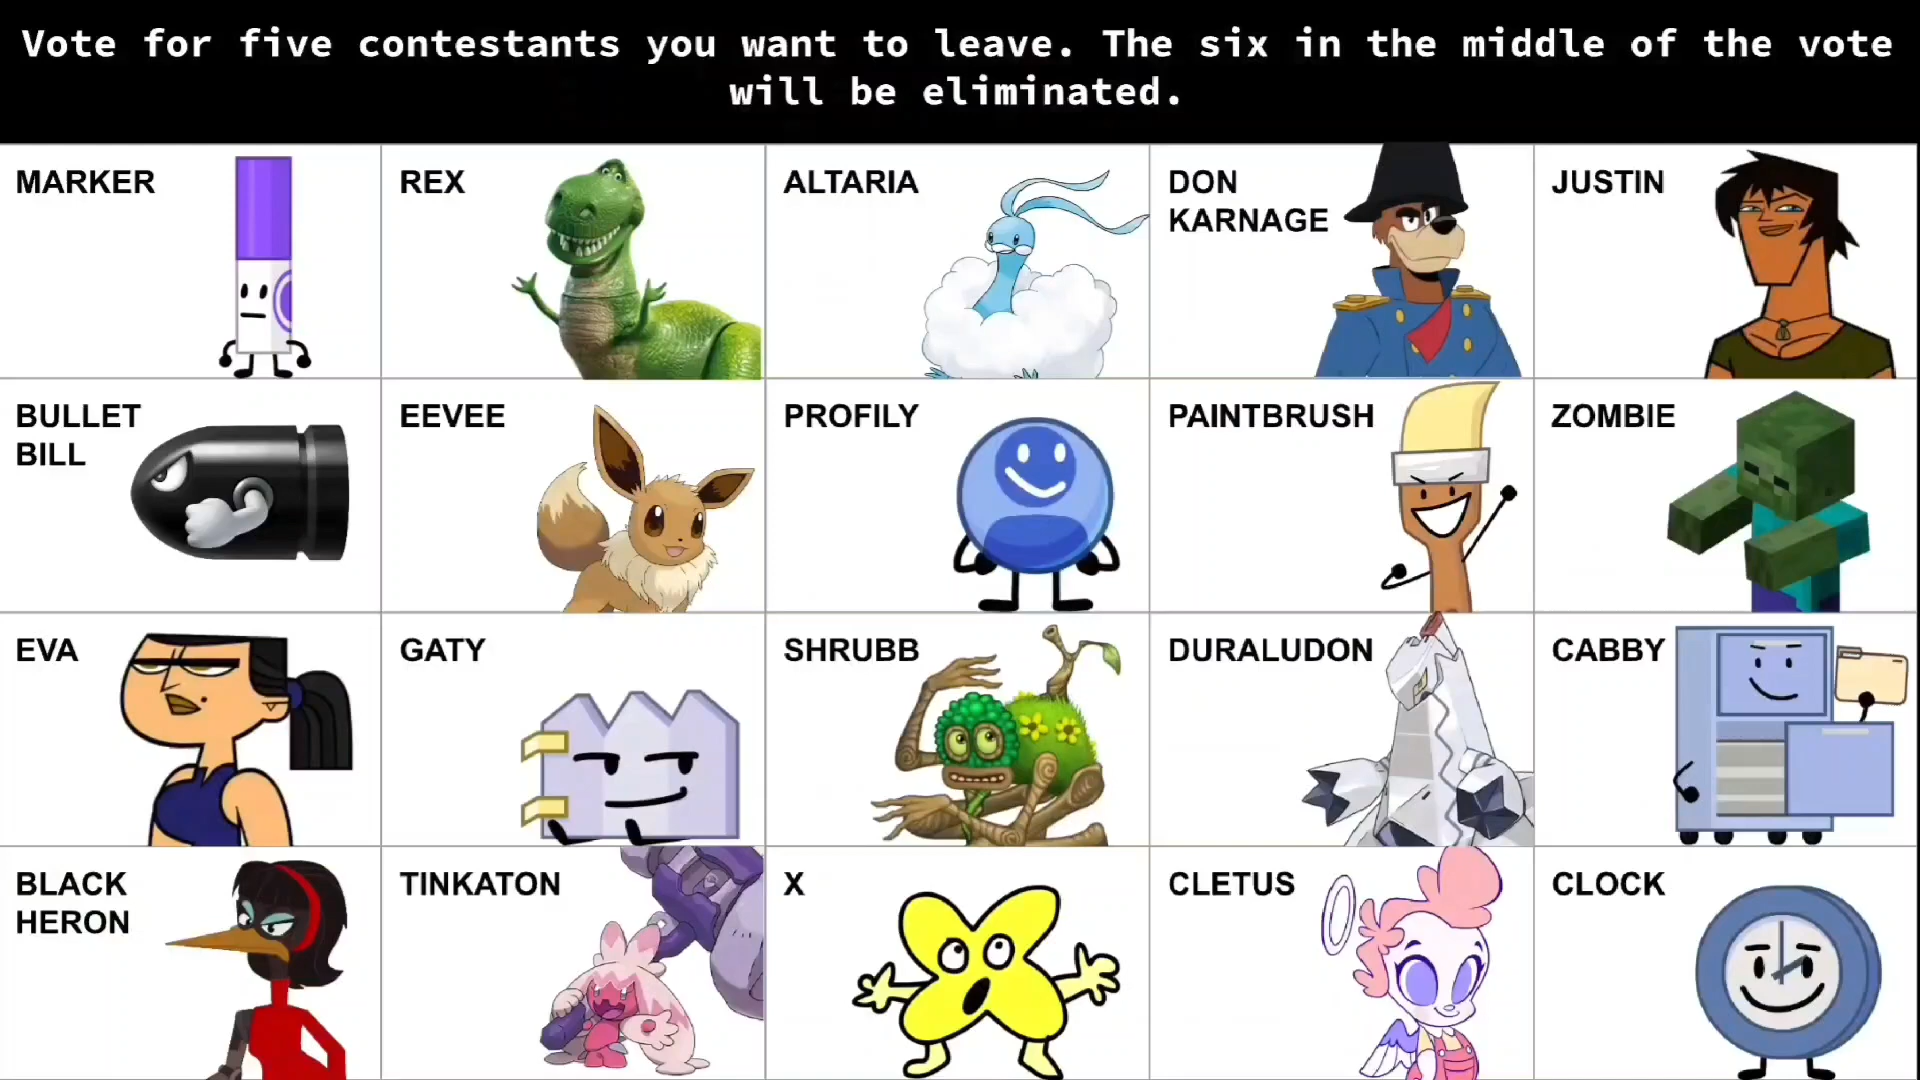 Vote for five contestants you want to leave. The six in the middle of the vote
will be eliminated.
MARKER
REX
ALTARIA
DON
KARNAGE
JUSTIN
BULLET
BILL
EEVEE
PROFILY
PAINTBRUSH
ZOMBIE
EVA
GATY
SHRUBB
DURALUDON
CABBY
BLACK
HERON
TINKATON
X
CLETUS
CLOCK